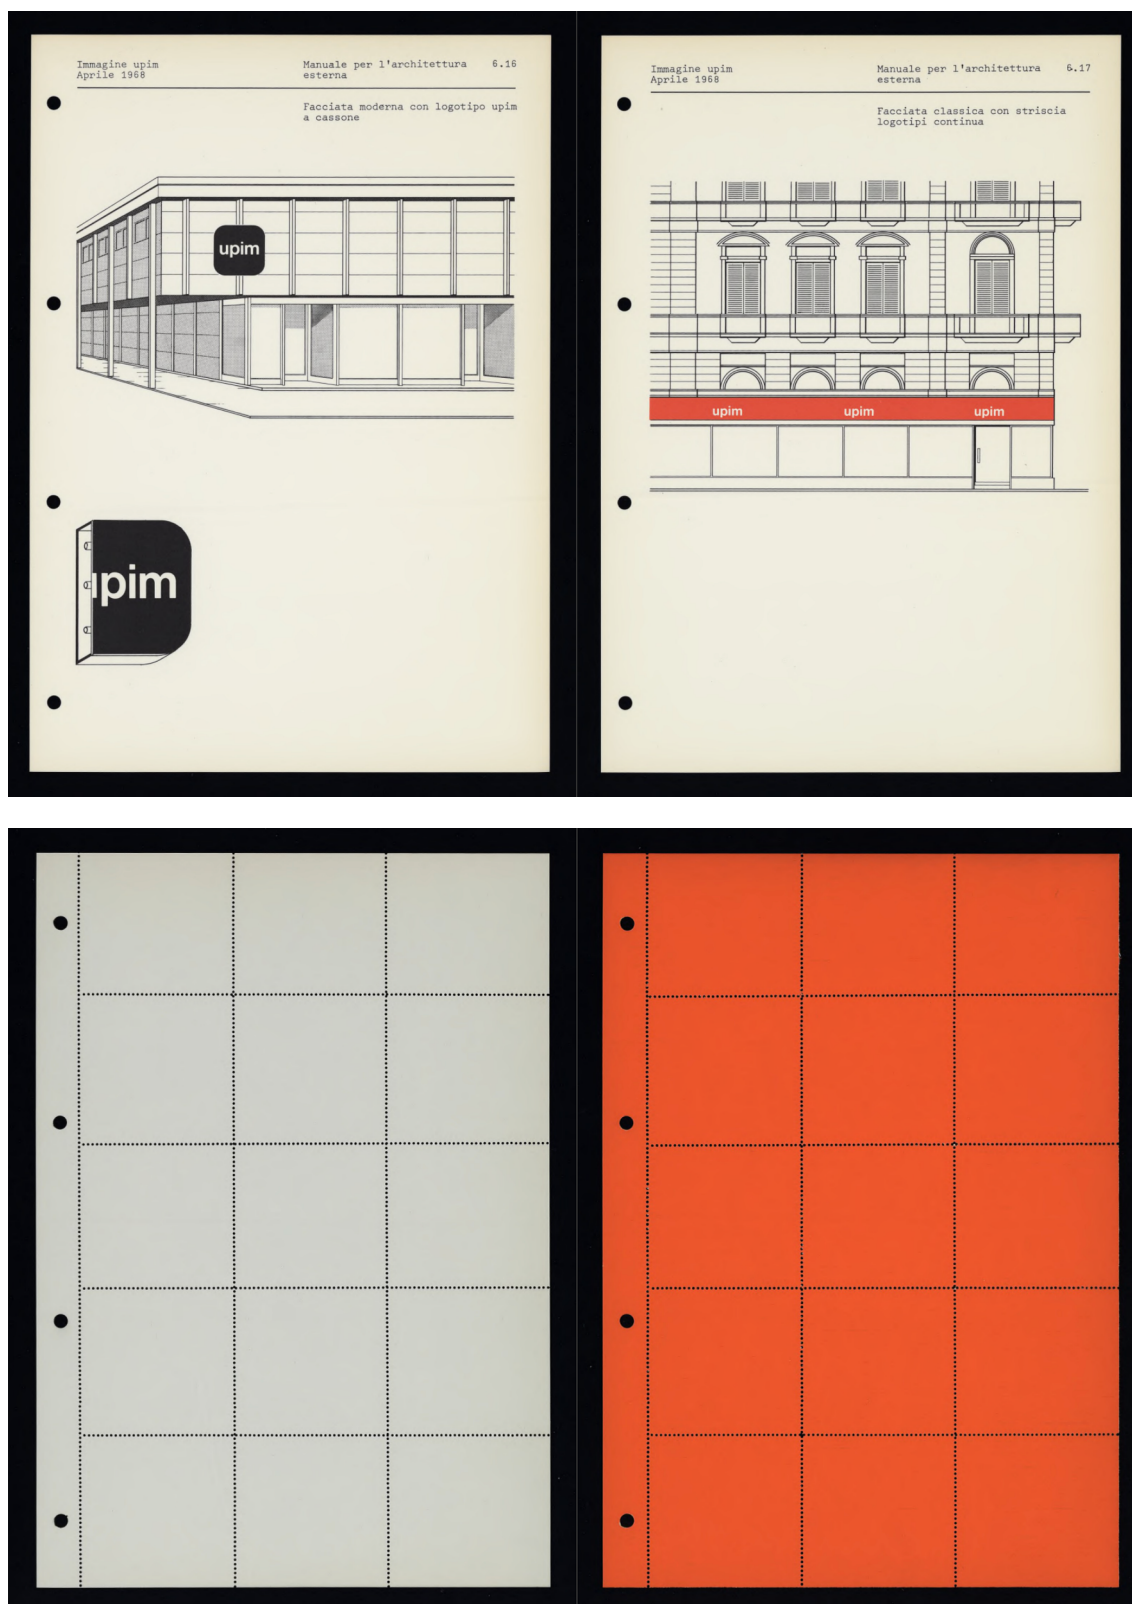 Immagine upim
Aprile 1968
Manuale per l'architettura 6.16
esterna
Facciata moderna con logotipo upim
a cassone
upim
upim
Immagine upim
Aprile 1968
Manuale per l'architettura 6.17
esterna
Facciata classica con striscia
logotipi continua
upim upim upim